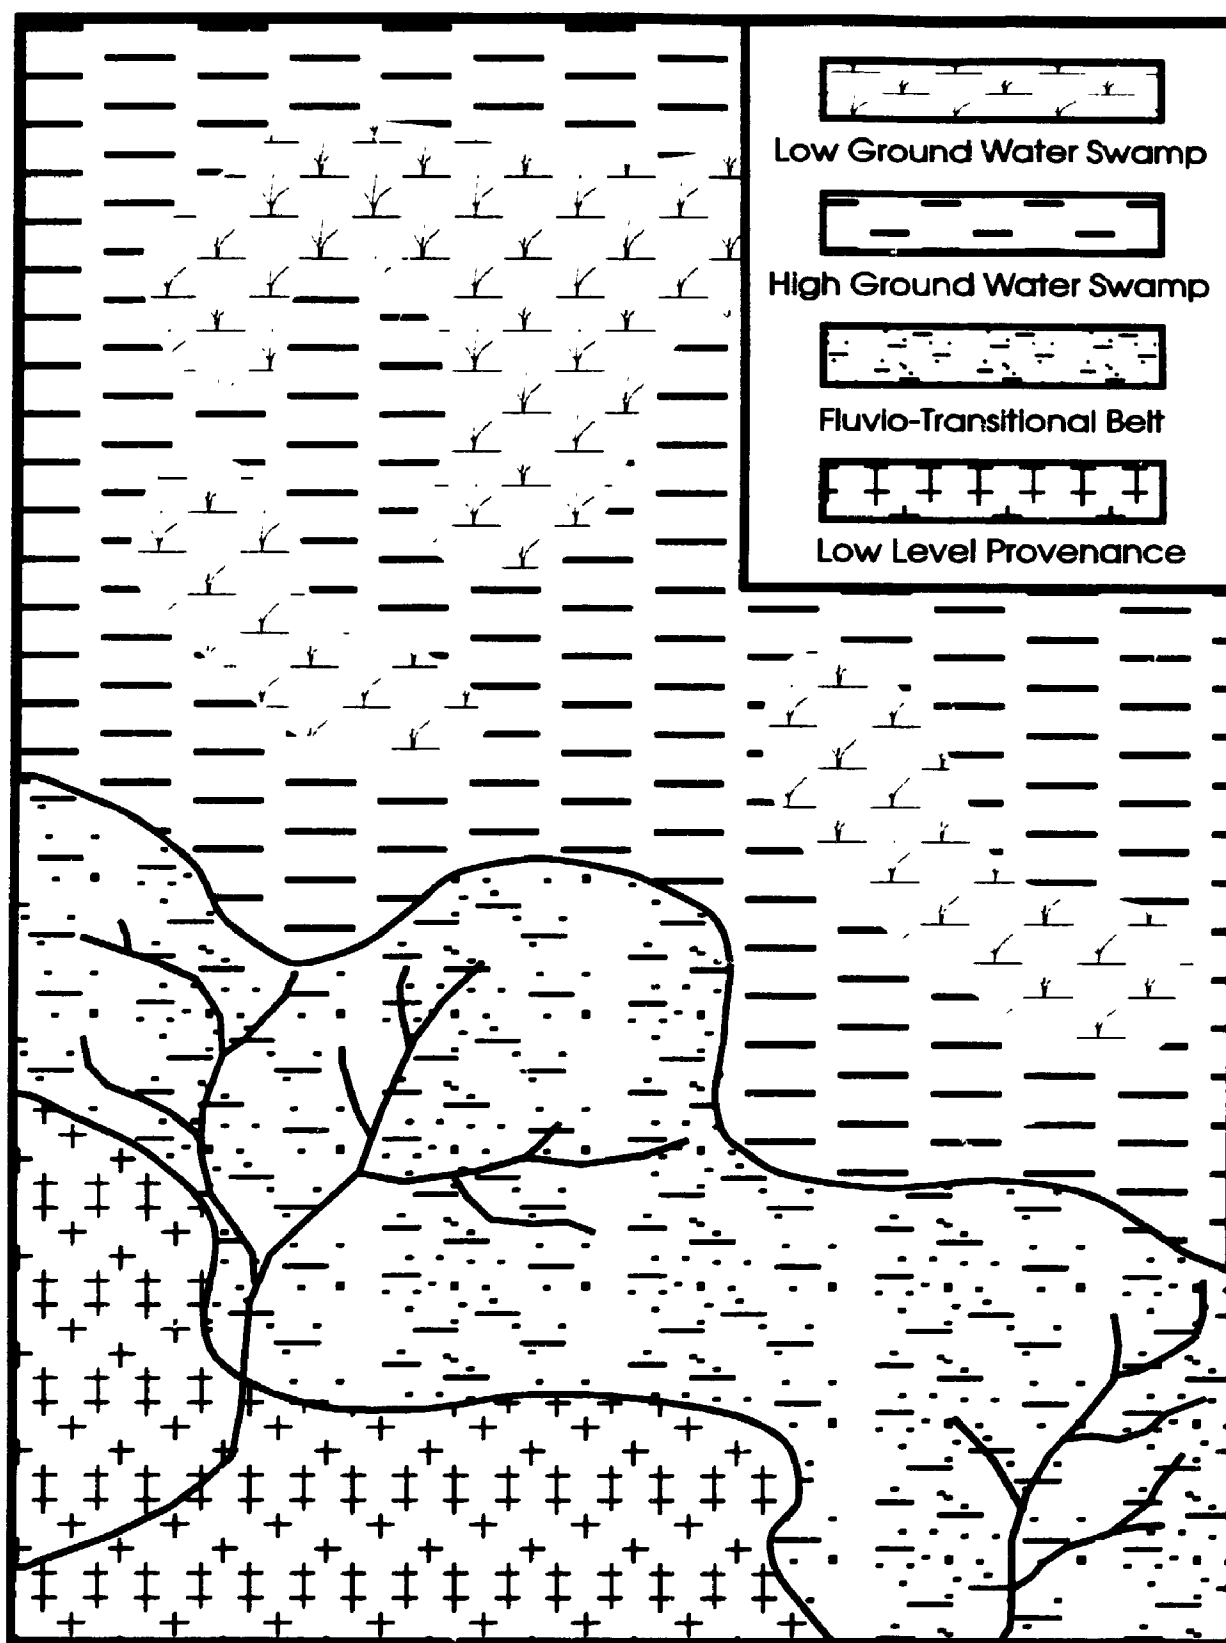 Low Ground Water Swamp
High Ground Water Swamp
Fluvio-Transitional Belt
Low Level Provenance